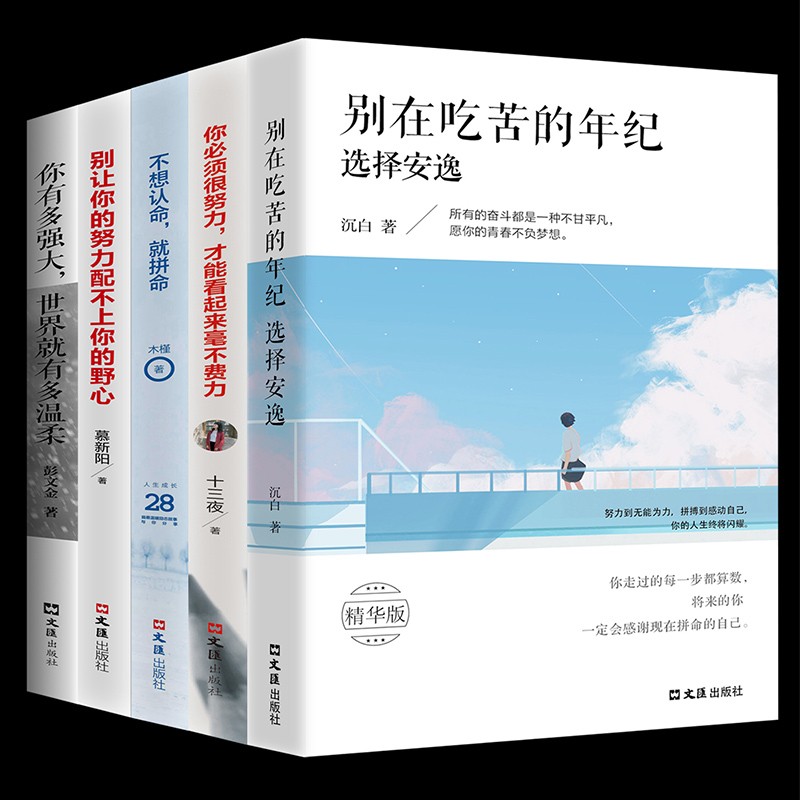 你有多强大，世界就有多温柔
彭文金 著
文匯出版社
别让你的努力配不上你的野心
慕新阳 著
文匯出版社
不想认命，就拼命
木槿
著
人生成长
28
文匯出版社
你必须很努力，才能看起来毫不费力
十三夜 著
文匯出版社
别在吃苦的年纪 选择安逸
沉白 著
文匯出版社
别在吃苦的年纪
选择安逸
沉白 著
所有的奋斗都是一种不甘平凡，
愿你的青春不负梦想。
努力到无能为力，拼搏到感动自己，
你的人生终将闪耀。
精华版
你走过的每一步都算数，
将来的你
一定会感谢现在拼命的自己。
文匯出版社